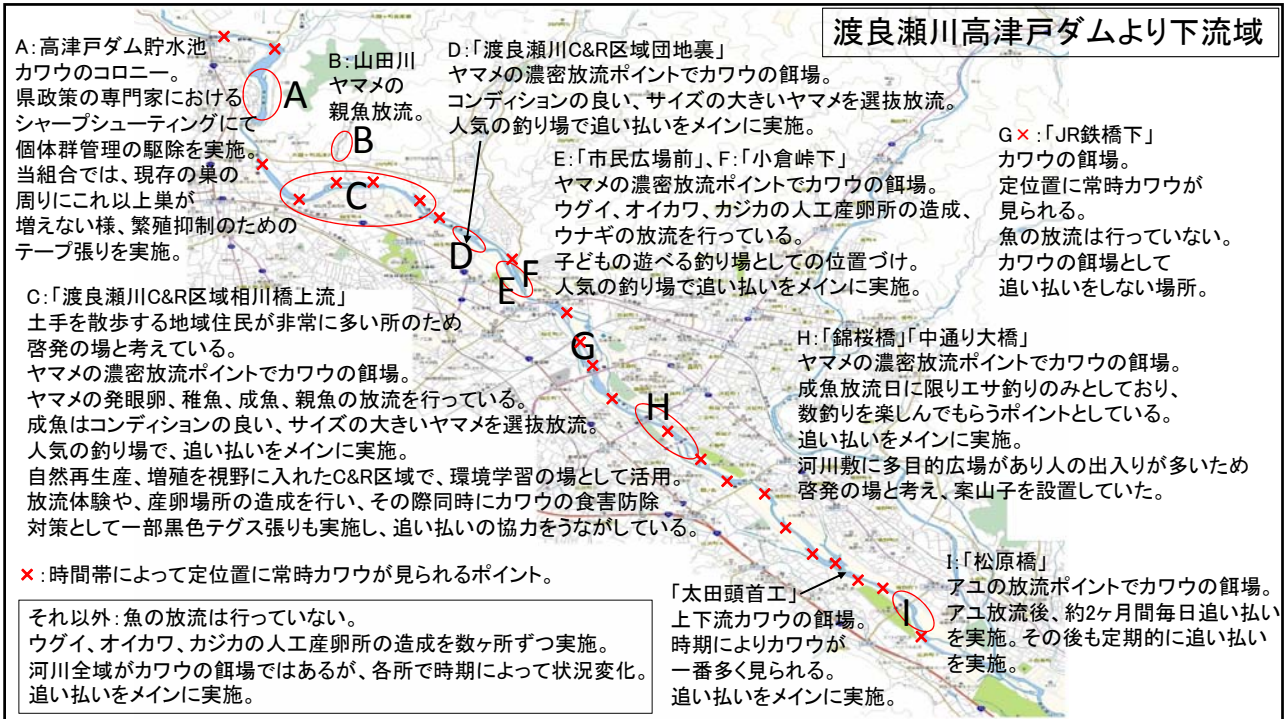 渡良瀬川高津戸ダムより下流域
A:高津戸ダム貯水池
カワウのコロニー。
県政策の専門家における
シャープシューティングにて
個体群管理の駆除を実施。
当組合では、現存の巣の
周りにこれ以上巣が
増えない様、繁殖抑制のための
テープ張りを実施。
A
B:山田川
ヤマメの
親魚放流。
B
D:「渡良瀬川C&R区域団地裏」
ヤマメの濃密放流ポイントでカワウの餌場。
コンディションの良い、サイズの大きいヤマメを選抜放流。
人気の釣り場で追い払いをメインに実施。
E:「市民広場前」、F:「小倉峠下」
ヤマメの濃密放流ポイントでカワウの餌場。
ウグイ、オイカワ、カジカの人工産卵所の造成、
ウナギの放流を行っている。
子どもの遊べる釣り場としての位置づけ。
人気の釣り場で追い払いをメインに実施。
G×:「JR鉄橋下」
カワウの餌場。
定位置に常時カワウが
見られる。
魚の放流は行っていない。
カワウの餌場として
追い払いをしない場所。
C
D
E
F
G
H
I
C:「渡良瀬川C&R区域相川橋上流」
土手を散歩する地域住民が非常に多い所のため
啓発の場と考えている。
ヤマメの濃密放流ポイントでカワウの餌場。
ヤマメの発眼卵、稚魚、成魚、親魚の放流を行っている。
成魚はコンディションの良い、サイズの大きいヤマメを選抜放流。
人気の釣り場で、追い払いをメインに実施。
自然再生産、増殖を視野に入れたC&R区域で、環境学習の場として活用。
放流体験や、産卵場所の造成を行い、その際同時にカワウの食害防除
対策として一部黒色テグス張りも実施し、追い払いの協力をうながしている。
H:「錦桜橋」「中通り大橋」
ヤマメの濃密放流ポイントでカワウの餌場。
成魚放流日に限りエサ釣りのみとしており、
数釣りを楽しんでもらうポイントとしている。
追い払いをメインに実施。
河川敷に多目的広場があり人の出入りが多いため
啓発の場と考え、案山子を設置していた。
×:時間帯によって定位置に常時カワウが見られるポイント。
それ以外:魚の放流は行っていない。
ウグイ、オイカワ、カジカの人工産卵所の造成を数ヶ所ずつ実施。
河川全域がカワウの餌場ではあるが、各所で時期によって状況変化。
追い払いをメインに実施。
「太田頭首工」
上下流カワウの餌場。
時期によりカワウが
一番多く見られる。
追い払いをメインに実施。
I:「松原橋」
アユの放流ポイントでカワウの餌場。
アユ放流後、約2ヶ月間毎日追い払い
を実施。その後も定期的に追い払い
を実施。